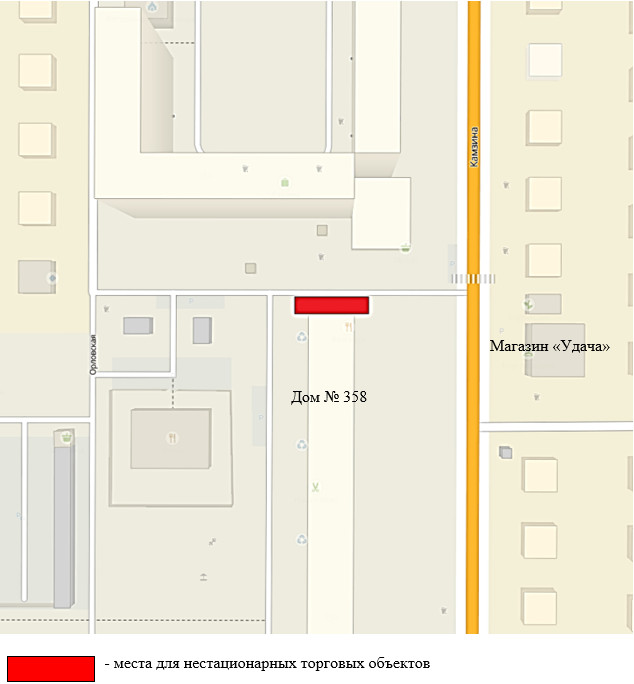 Камзина
Магазин «Удача»
Орловская
Дом № 358
- места для нестационарных торговых объектов